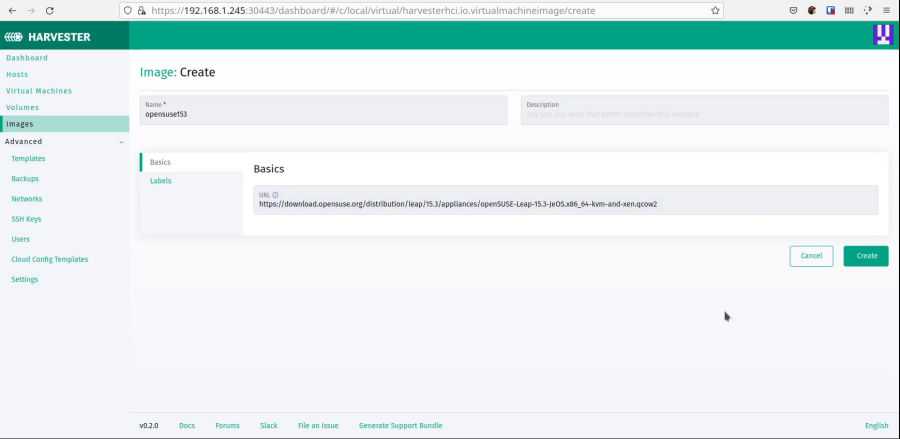 https://192.168.1.245:30443/dashboard/#/c/local/virtual/harvesterhci.io.virtualmachineimage/create
HARVESTER
Dashboard
Hosts
Virtual Machines
Volumes
Images
Advanced
Templates
Backups
Networks
SSH Keys
Users
Cloud Config Templates
Settings
Image: Create
Name *
opensuse153
Description
Any text you want that better describes this resource
Basics
Labels
Basics
URL
https://download.opensuse.org/distribution/leap/15.3/appliances/openSUSE-Leap-15.3-JeOS.x86_64-kvm-and-xen.qcow2
Cancel
Create
v0.2.0 Docs Forums Slack File an Issue Generate Support Bundle English